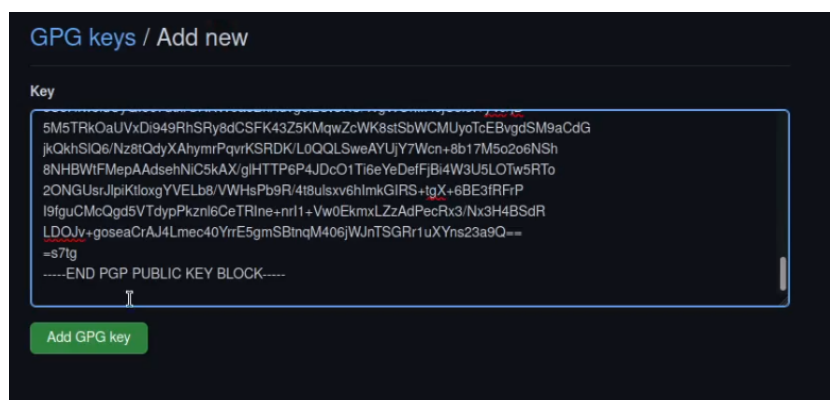 GPG keys / Add new
Key
5M5TRkOaUVxDi949RhSRy8dCSFK43Z5KMqwZcWK8stSbWCMUyoTcEBvgdSM9aCdG
jkQkhSlQ6/Nz8tQdyXAhymrPqvrKSRDK/L0QQLSweAYUjY7Wcn+8b17M5o2o6NSh
8NHBWtFMepAAdsehNiC5kAX/glHTTP6P4JDcO1Ti6eYeDefFjBi4W3U5LOTw5RTo
2ONGUsrJlpiKtloxgYVELb8/VWHsPb9R/4t8ulsxv6hImkGIRS+tgX+6BE3fRFrP
I9fguCMcQgd5VTdypPkznl6CeTRIne+nrI1+Vw0EkmxLZzAdPecRx3/Nx3H4BSdR
LDOJv+goseaCrAJ4Lmec40YrrE5gmSBtnqM406jWJnTSGRr1uXYns23a9Q==
=s7tg
-----END PGP PUBLIC KEY BLOCK-----
Add GPG key